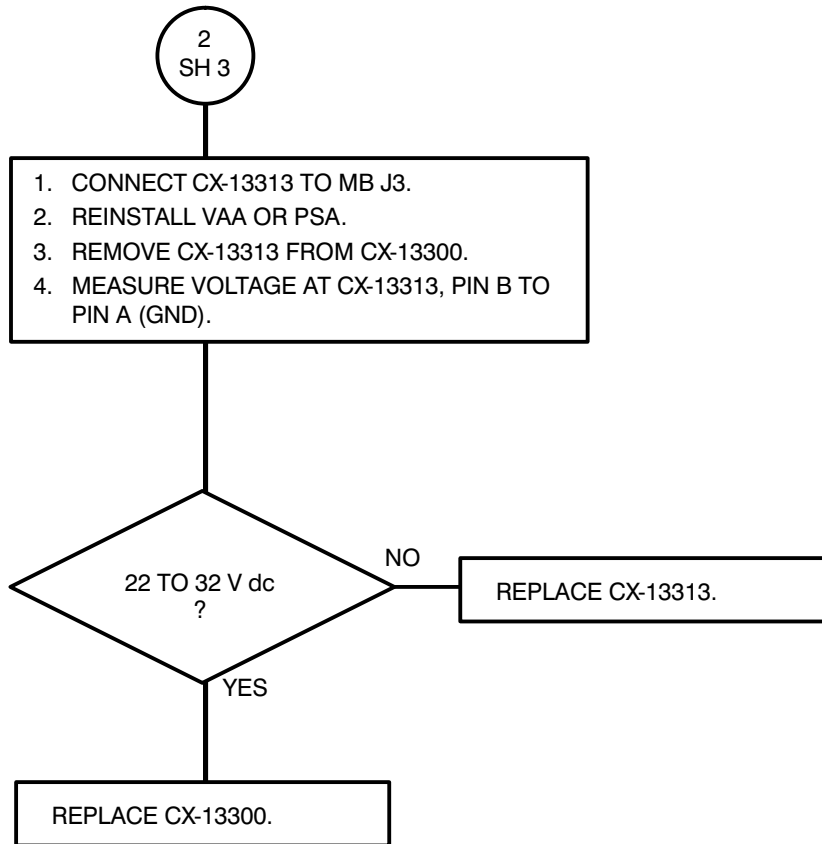 2
SH 3
1. CONNECT CX-13313 TO MB J3.
2. REINSTALL VAA OR PSA.
3. REMOVE CX-13313 FROM CX-13300.
4. MEASURE VOLTAGE AT CX-13313, PIN B TO
PIN A (GND).
22 TO 32 V dc
?
NO
REPLACE CX-13313.
YES
REPLACE CX-13300.